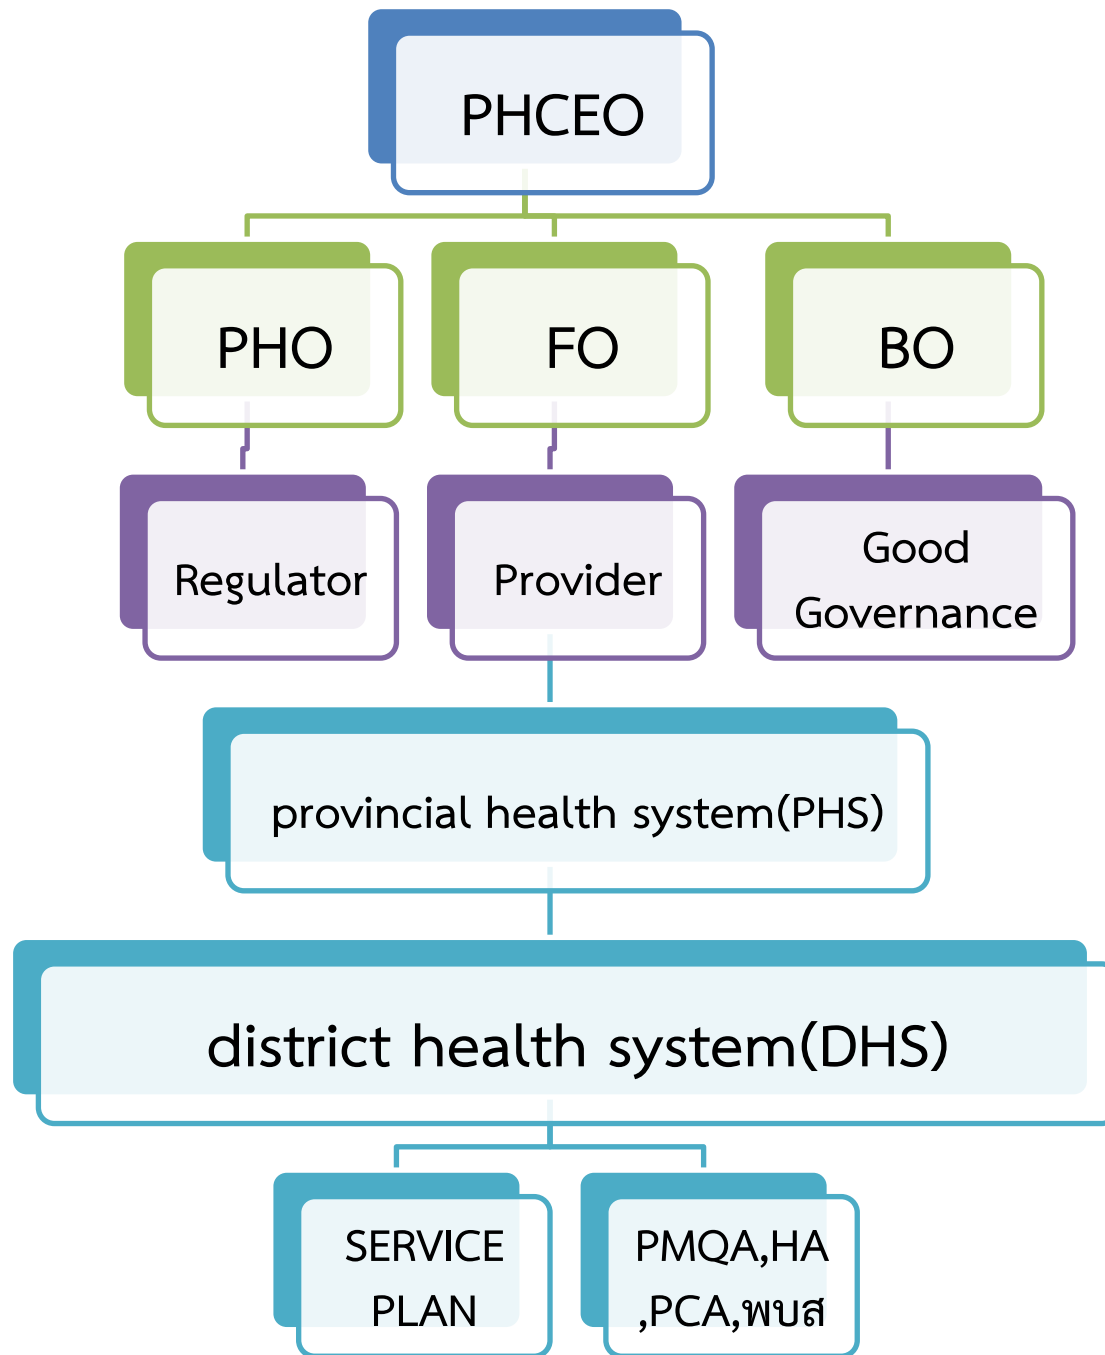 PHCEO
PHO
FO
BO
Regulator
Provider
Good
Governance
provincial health system(PHS)
district health system(DHS)
SERVICE
PLAN
PMQA,HA
,PCA,พบส